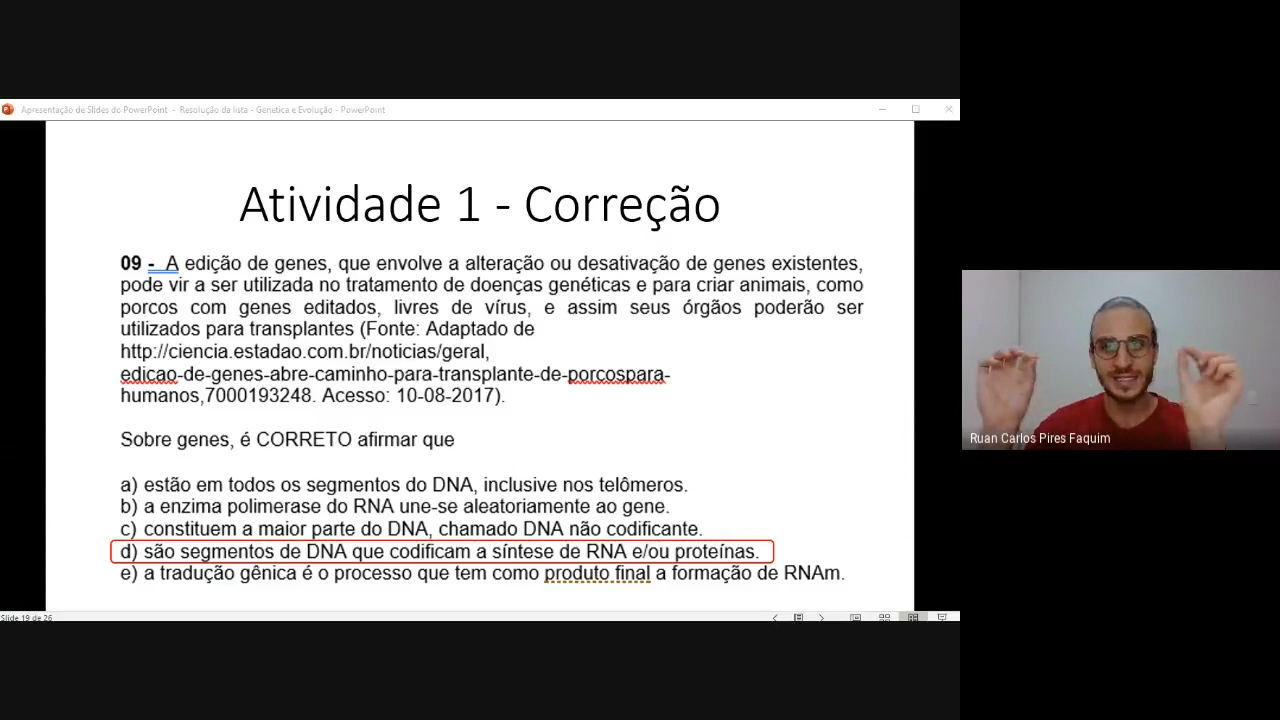 Apresentação de Slides do PowerPoint - Resolução da lista - Genetica e Evolução - PowerPoint
Atividade 1 - Correção
09 - A edição de genes, que envolve a alteração ou desativação de genes existentes,
pode vir a ser utilizada no tratamento de doenças genéticas e para criar animais, como
porcos com genes editados, livres de vírus, e assim seus órgãos poderão ser
utilizados para transplantes (Fonte: Adaptado de
http://ciencia.estadao.com.br/noticias/geral,
edicao-de-genes-abre-caminho-para-transplante-de-porcospara-
humanos,7000193248. Acesso: 10-08-2017).
Sobre genes, é CORRETO afirmar que
a) estão em todos os segmentos do DNA, inclusive nos telômeros.
b) a enzima polimerase do RNA une-se aleatoriamente ao gene.
c) constituem a maior parte do DNA, chamado DNA não codificante.
d) são segmentos de DNA que codificam a síntese de RNA e/ou proteínas.
e) a tradução gênica é o processo que tem como produto final a formação de RNAm.
Ruan Carlos Pires Faquim
Slide 19 de 26